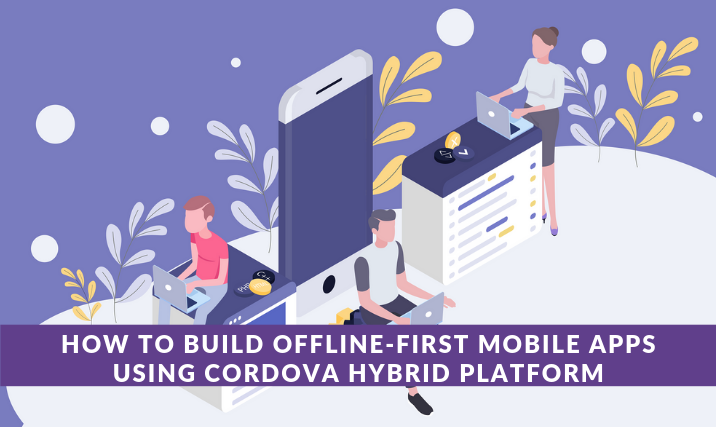 C++
HOW TO BUILD OFFLINE-FIRST MOBILE APPS
USING CORDOVA HYBRID PLATFORM